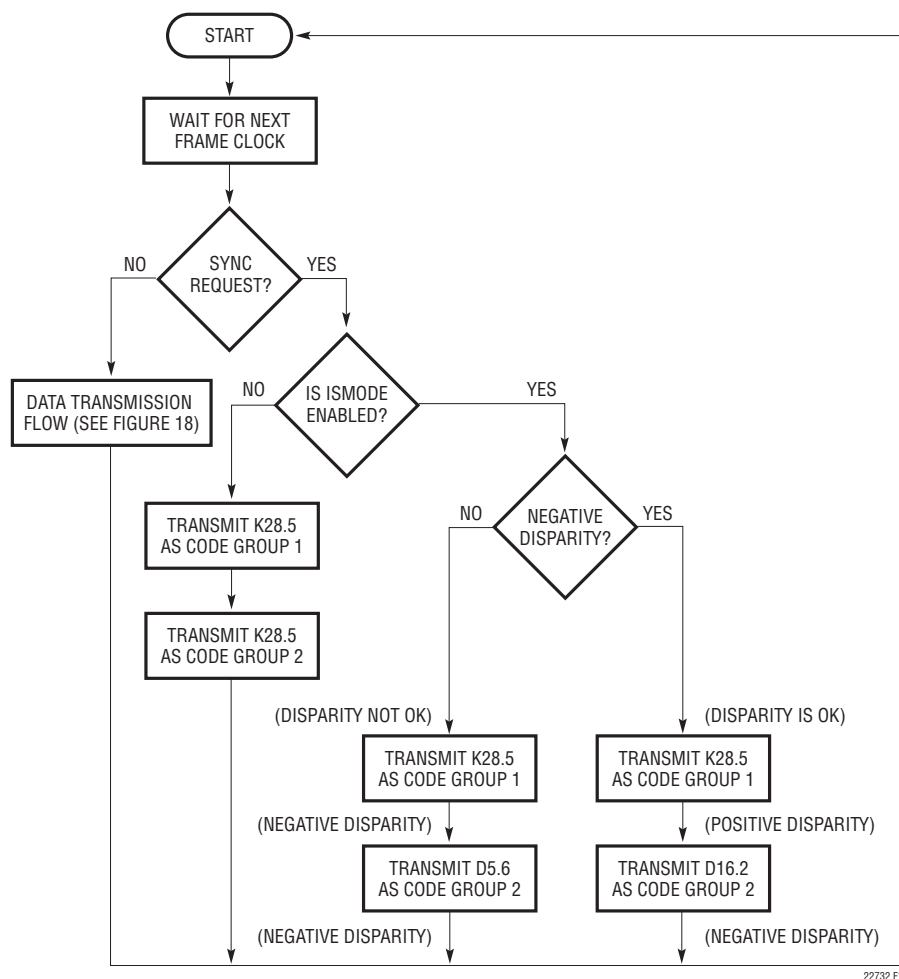 START
WAIT FOR NEXT
FRAME CLOCK
SYNC
REQUEST?
NO
YES
DATA TRANSMISSION
FLOW (SEE FIGURE 18)
IS ISMODE
ENABLED?
NO
YES
TRANSMIT K28.5
AS CODE GROUP 1
TRANSMIT K28.5
AS CODE GROUP 2
NEGATIVE
DISPARITY?
NO
YES
(DISPARITY NOT OK)
TRANSMIT K28.5
AS CODE GROUP 1
(NEGATIVE DISPARITY)
TRANSMIT D5.6
AS CODE GROUP 2
(NEGATIVE DISPARITY)
(DISPARITY IS OK)
TRANSMIT K28.5
AS CODE GROUP 1
(POSITIVE DISPARITY)
TRANSMIT D16.2
AS CODE GROUP 2
(NEGATIVE DISPARITY)
22732 F